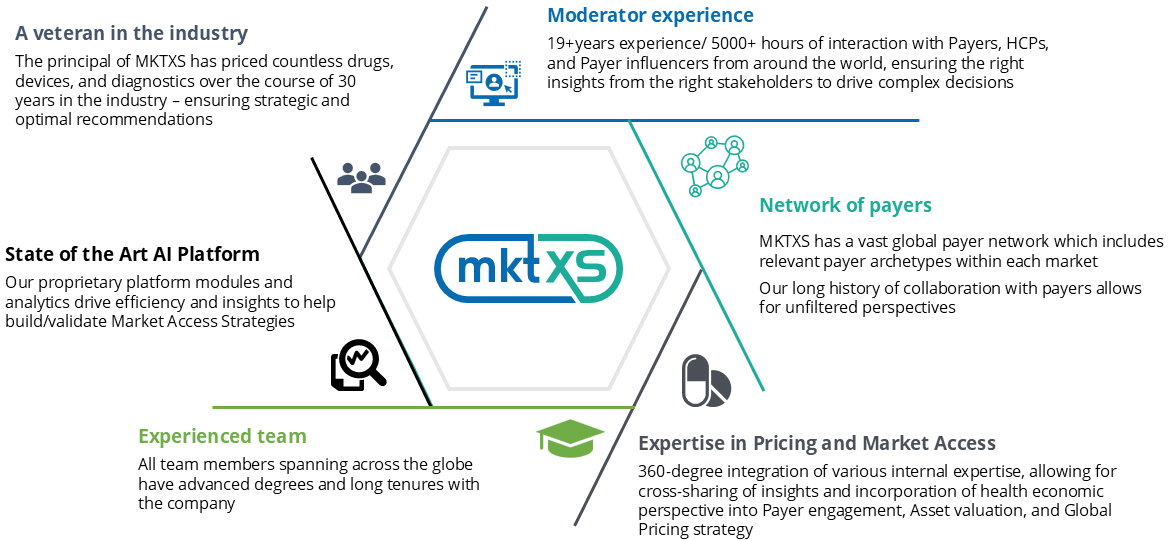 A veteran in the industry
The principal of MKTXS has priced countless drugs,
devices, and diagnostics over the course of 30
years in the industry – ensuring strategic and
optimal recommendations
Moderator experience
19+years experience/ 5000+ hours of interaction with Payers, HCPs,
and Payer influencers from around the world, ensuring the right
insights from the right stakeholders to drive complex decisions
Network of payers
MKTXS has a vast global payer network which includes
relevant payer archetypes within each market
Our long history of collaboration with payers allows
for unfiltered perspectives
State of the Art AI Platform
Our proprietary platform modules and
analytics drive efficiency and insights to help
build/validate Market Access Strategies
mktxs
Experienced team
All team members spanning across the globe
have advanced degrees and long tenures with
the company
Expertise in Pricing and Market Access
360-degree integration of various internal expertise, allowing for
cross-sharing of insights and incorporation of health economic
perspective into Payer engagement, Asset valuation, and Global
Pricing strategy